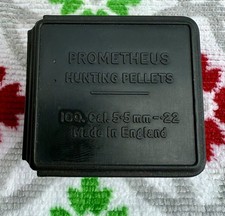 PROMETHEUS
HUNTING PELLETS
100. Cal. 5·5 mm-·22
Made In England